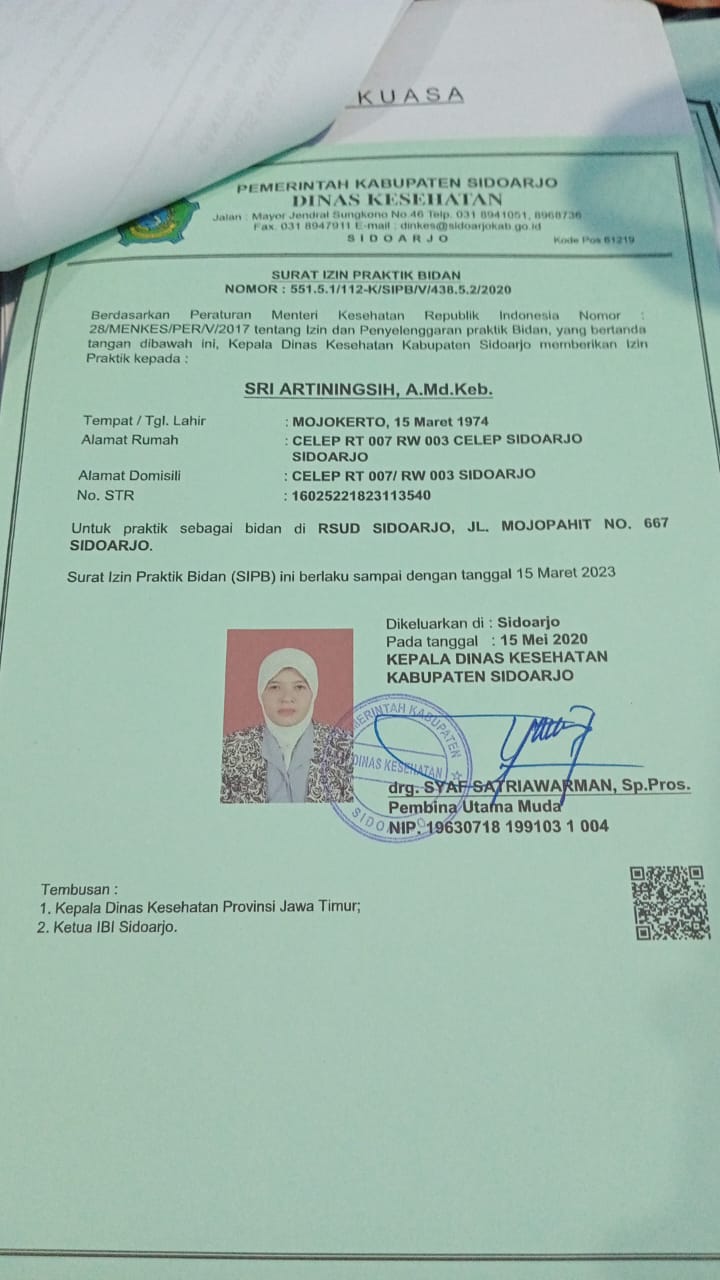 KUASA
PEMERINTAH KABUPATEN SIDOARJO
DINAS KESEHATAN
Jalan : Mayor Jendral Sungkono No.46 Telp. 031 8941051, 8968736
Fax. 031 8947911 E-mail : dinkes@sidoarjokab.go.id
S I D O A R J O
Kode Pos 61219
SURAT IZIN PRAKTIK BIDAN
NOMOR : 551.5.1/112-K/SIPB/V/438.5.2/2020
Berdasarkan Peraturan Menteri Kesehatan Republik Indonesia Nomor :
28/MENKES/PER/V/2017 tentang Izin dan Penyelenggaran praktik Bidan, yang bertanda
tangan dibawah ini, Kepala Dinas Kesehatan Kabupaten Sidoarjo memberikan Izin
Praktik kepada :
SRI ARTININGSIH, A.Md.Keb.
Tempat / Tgl. Lahir : MOJOKERTO, 15 Maret 1974
Alamat Rumah : CELEP RT 007 RW 003 CELEP SIDOARJO
SIDOARJO
Alamat Domisili : CELEP RT 007/ RW 003 SIDOARJO
No. STR : 16025221823113540
Untuk praktik sebagai bidan di RSUD SIDOARJO, JL. MOJOPAHIT NO. 667
SIDOARJO.
Surat Izin Praktik Bidan (SIPB) ini berlaku sampai dengan tanggal 15 Maret 2023
Dikeluarkan di : Sidoarjo
Pada tanggal : 15 Mei 2020
KEPALA DINAS KESEHATAN
KABUPATEN SIDOARJO
MERINTAH KABUPATEN
DINAS KESEHATAN
drg. SYAF SATRIAWARMAN, Sp.Pros.
Pembina Utama Muda
NIP. 19630718 199103 1 004
Tembusan :
1. Kepala Dinas Kesehatan Provinsi Jawa Timur;
2. Ketua IBI Sidoarjo.